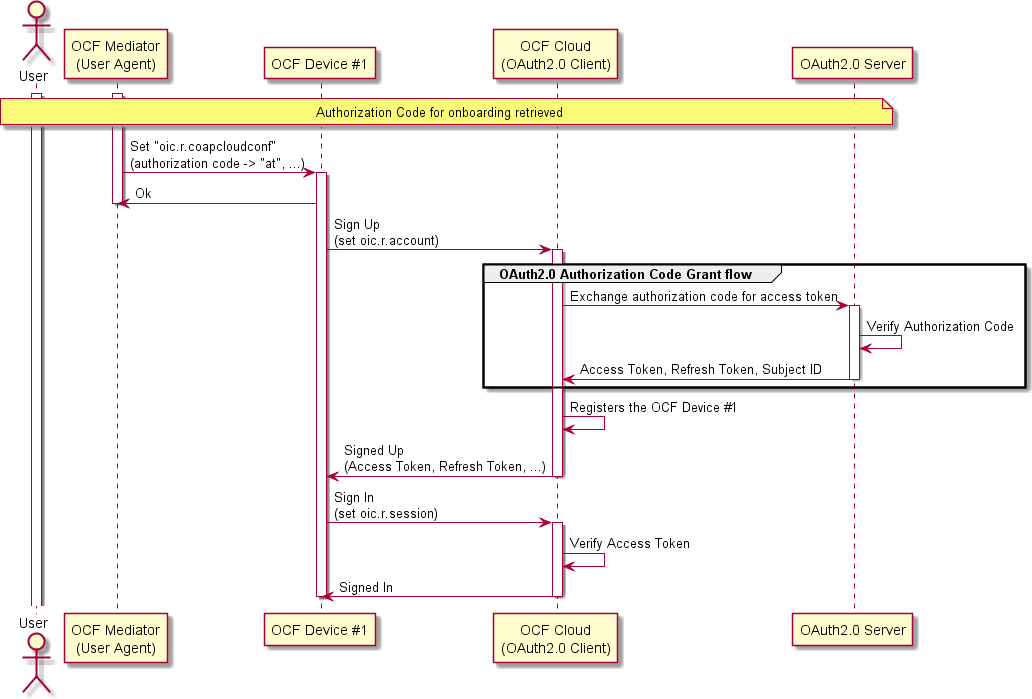 User
OCF Mediator
(User Agent)
OCF Device #1
OCF Cloud
(OAuth2.0 Client)
OAuth2.0 Server
Authorization Code for onboarding retrieved
Set "oic.r.coapcloudconf"
(authorization code -> "at", ...)
Ok
Sign Up
(set oic.r.account)
OAuth2.0 Authorization Code Grant flow
Exchange authorization code for access token
Verify Authorization Code
Access Token, Refresh Token, Subject ID
Registers the OCF Device #1
Signed Up
(Access Token, Refresh Token, ...)
Sign In
(set oic.r.session)
Verify Access Token
Signed In
User
OCF Mediator
(User Agent)
OCF Device #1
OCF Cloud
(OAuth2.0 Client)
OAuth2.0 Server